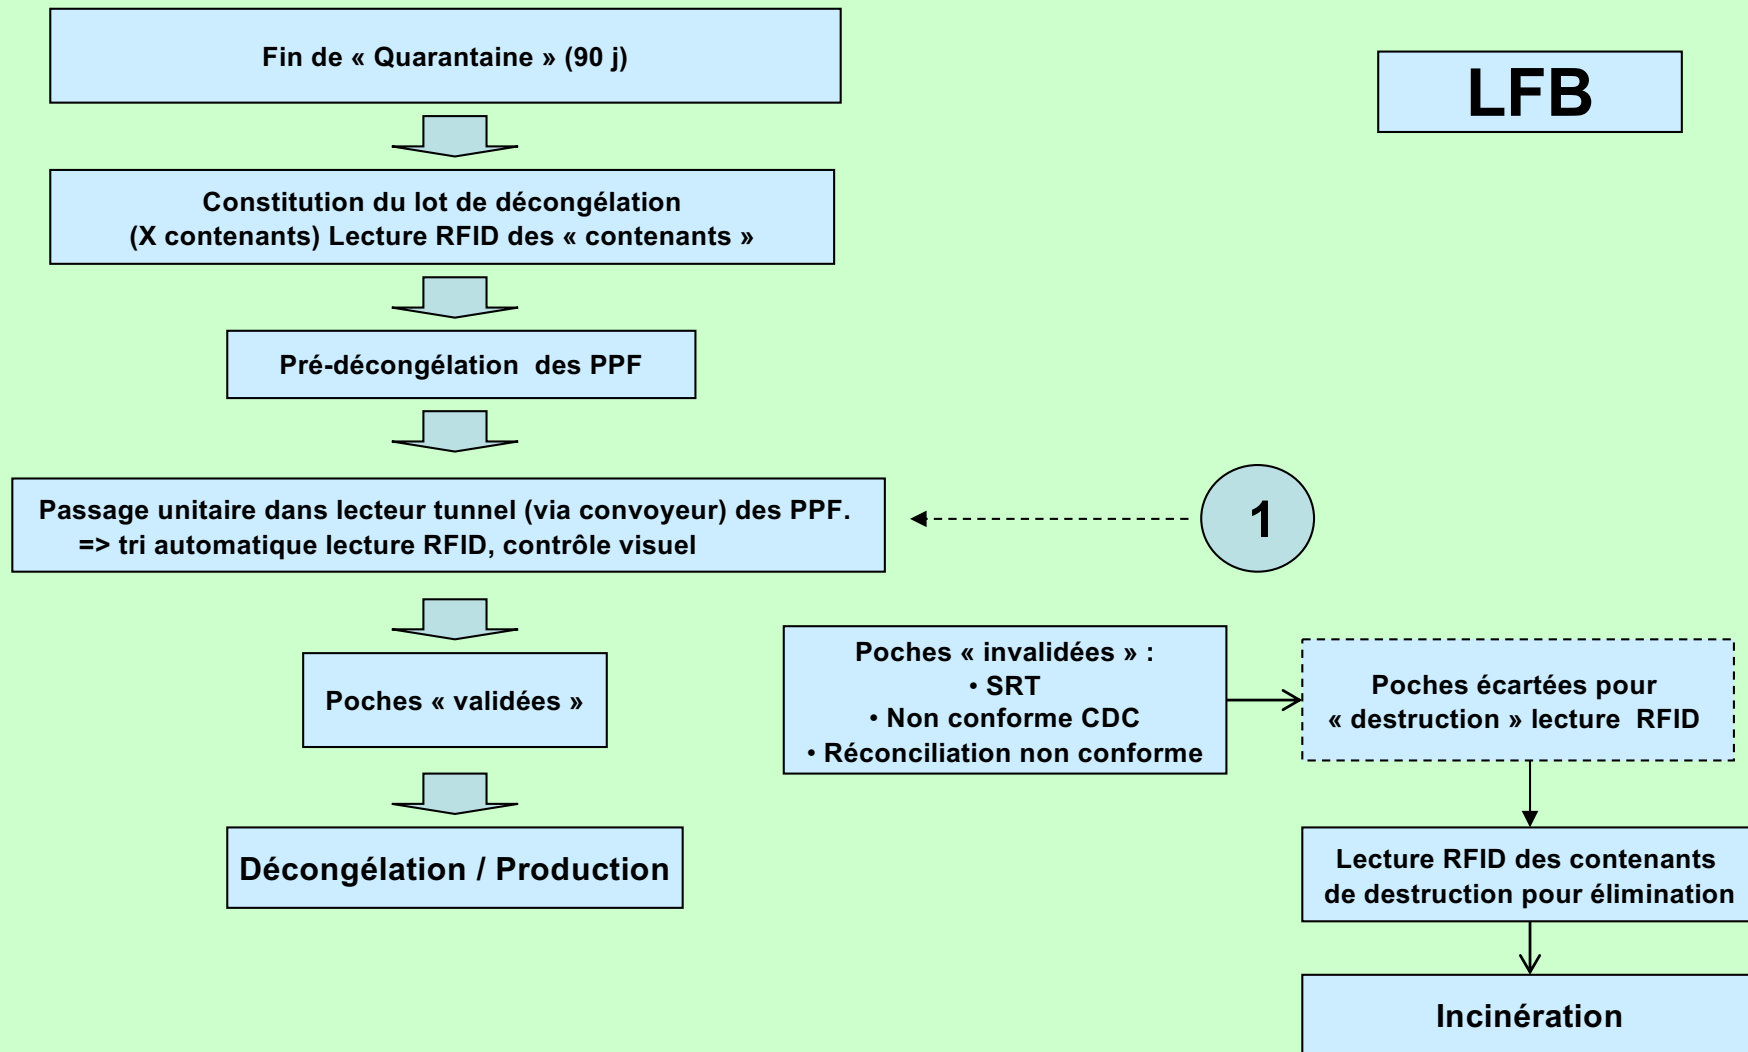 Fin de « Quarantaine » (90 j)
LFB
Constitution du lot de décongélation
(X contenants) Lecture RFID des « contenants »
Pré-décongélation des PPF
Passage unitaire dans lecteur tunnel (via convoyeur) des PPF.
=> tri automatique lecture RFID, contrôle visuel
1
Poches « validées »
Poches « invalidées » :
• SRT
• Non conforme CDC
• Réconciliation non conforme
Poches écartées pour
« destruction » lecture RFID
Décongélation / Production
Lecture RFID des contenants
de destruction pour élimination
Incinération